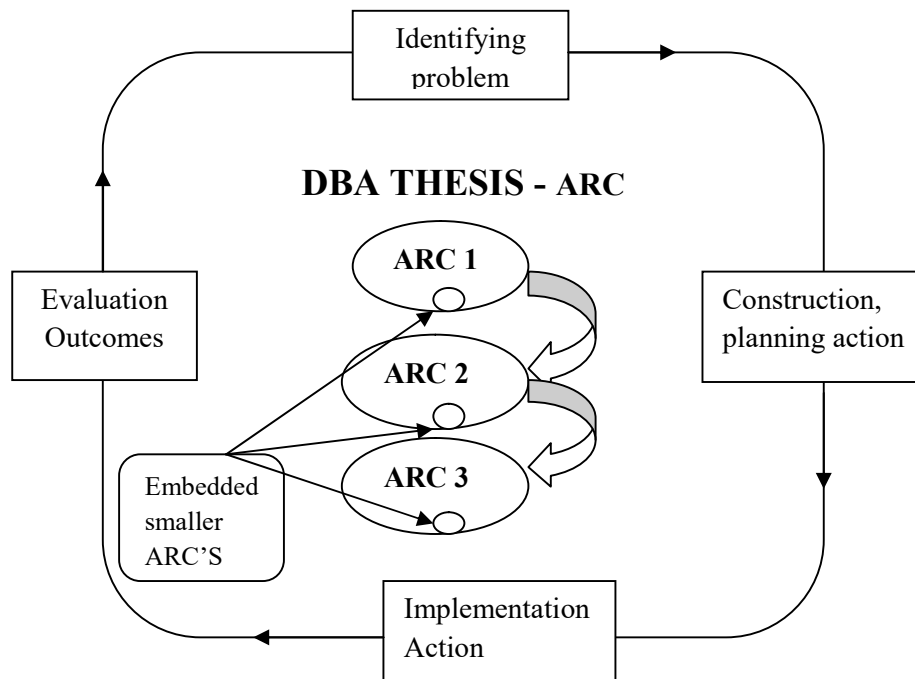 Identifying
problem
DBA THESIS - ARC
ARC 1
Evaluation
Outcomes
Construction,
planning action
ARC 2
ARC 3
Embedded
smaller
ARC’S
Implementation
Action